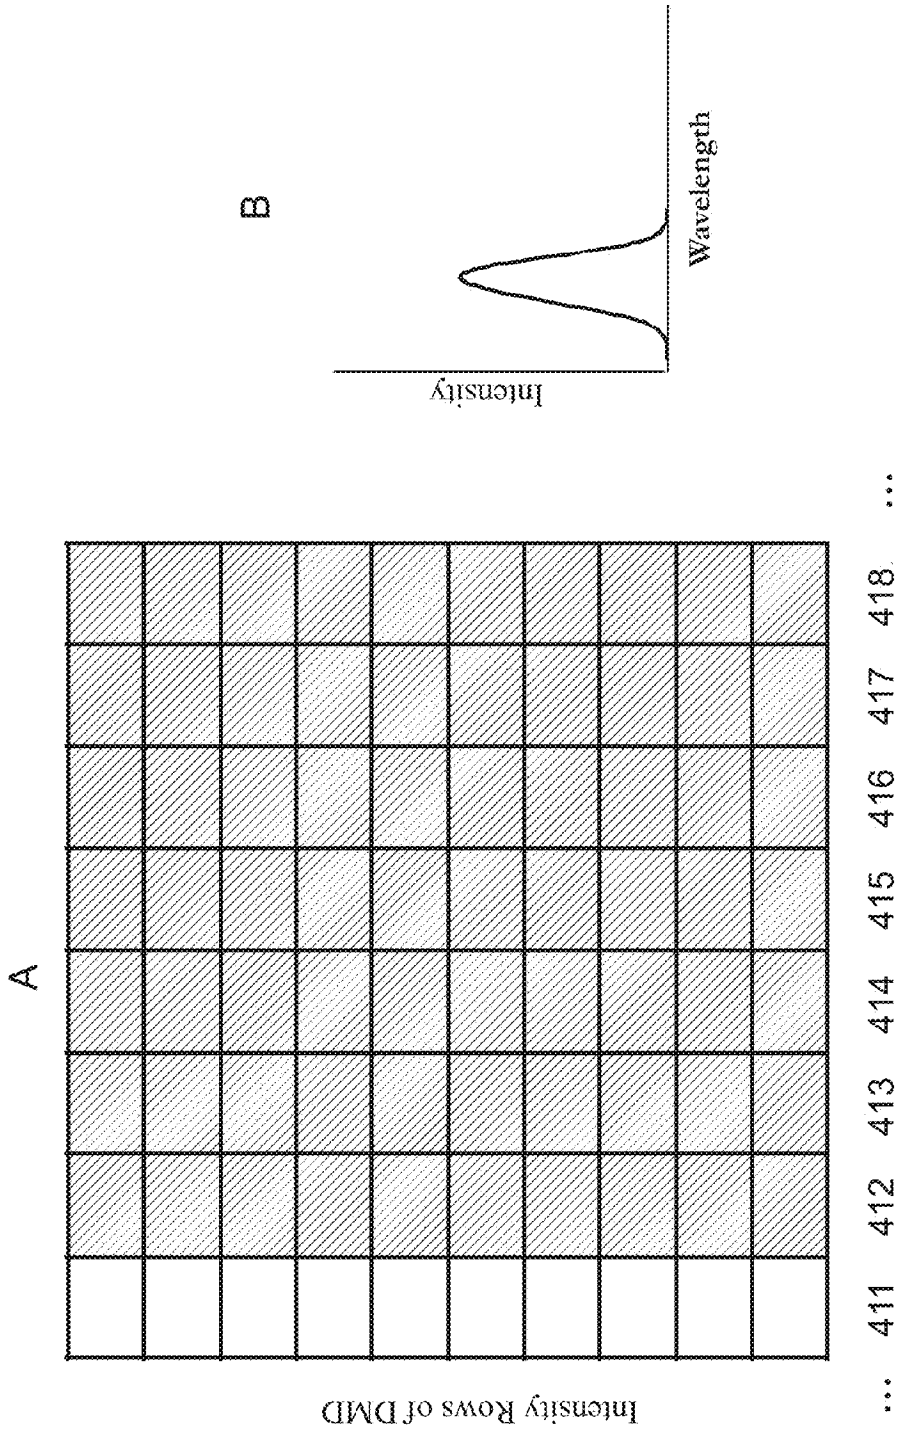 A
Intensity Rows of DMD
... 411 412 413 414 415 416 417 418 ...
B
Intensity
Wavelength